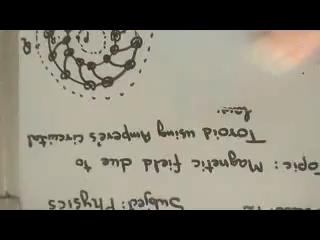 Subject: Physics
Topic: Magnetic field due to
Toroid using Ampere's Circuital
law:
P
Q